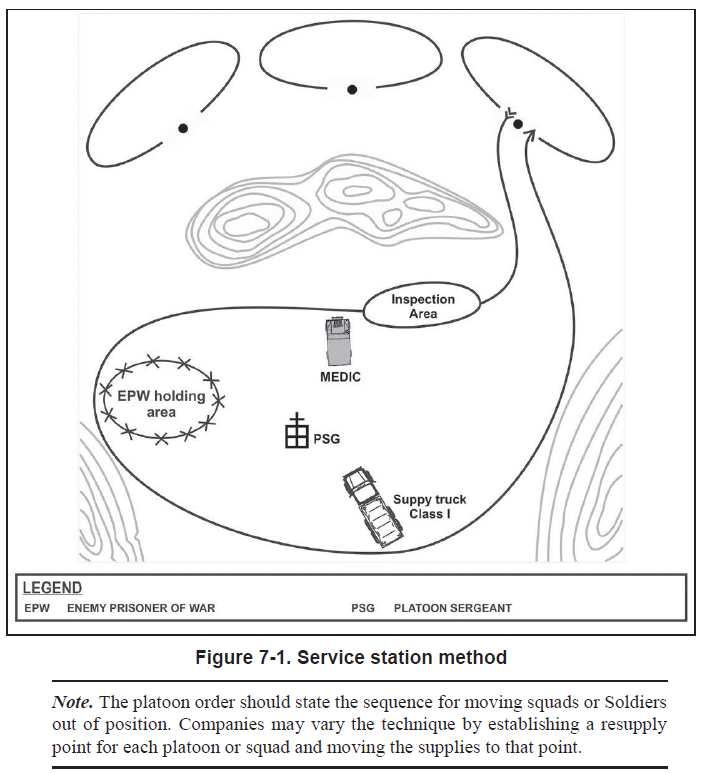 Inspection
Area
MEDIC
EPW holding
area
PSG
Suppy truck
Class I
LEGEND
EPW ENEMY PRISONER OF WAR PSG PLATOON SERGEANT
Figure 7-1. Service station method
Note. The platoon order should state the sequence for moving squads or Soldiers
out of position. Companies may vary the technique by establishing a resupply
point for each platoon or squad and moving the supplies to that point.